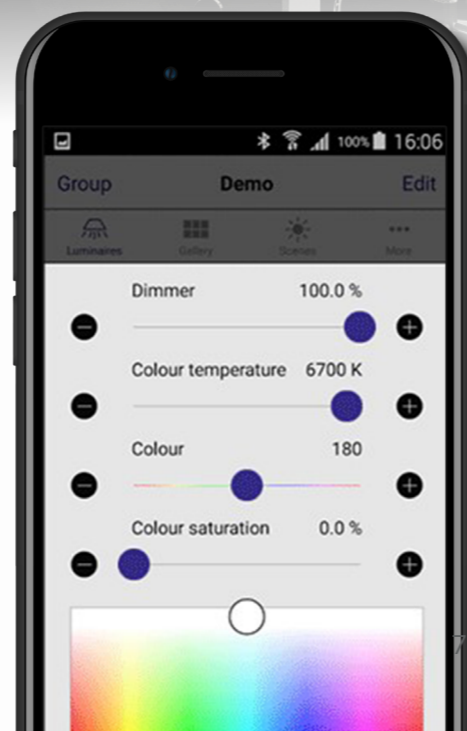 100% 16:06
Group Demo Edit
Luminaires Gallery Scenes More
Dimmer 100.0 %
Colour temperature 6700 K
Colour 180
Colour saturation 0.0 %
7